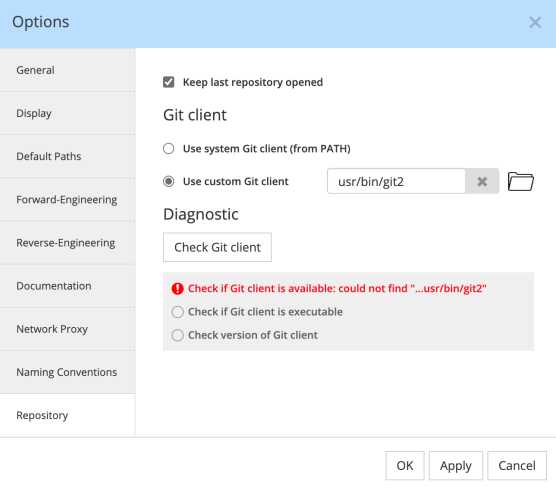 Options
General
Display
Default Paths
Forward-Engineering
Reverse-Engineering
Documentation
Network Proxy
Naming Conventions
Repository
Keep last repository opened
Git client
Use system Git client (from PATH)
Use custom Git client
usr/bin/git2
Diagnostic
Check Git client
Check if Git client is available: could not find "...usr/bin/git2"
Check if Git client is executable
Check version of Git client
OK
Apply
Cancel